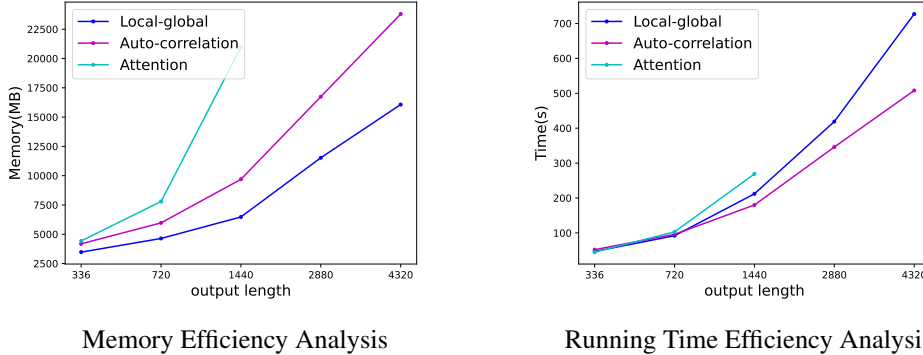 Local-global
Auto-correlation
Attention
22500
20000
17500
15000
12500
10000
7500
5000
2500
Memory(MB)
336
720
1440
2880
4320
output length
Memory Efficiency Analysis
Local-global
Auto-correlation
Attention
700
600
500
400
300
200
100
Time(s)
336
720
1440
2880
4320
output length
Running Time Efficiency Analysi